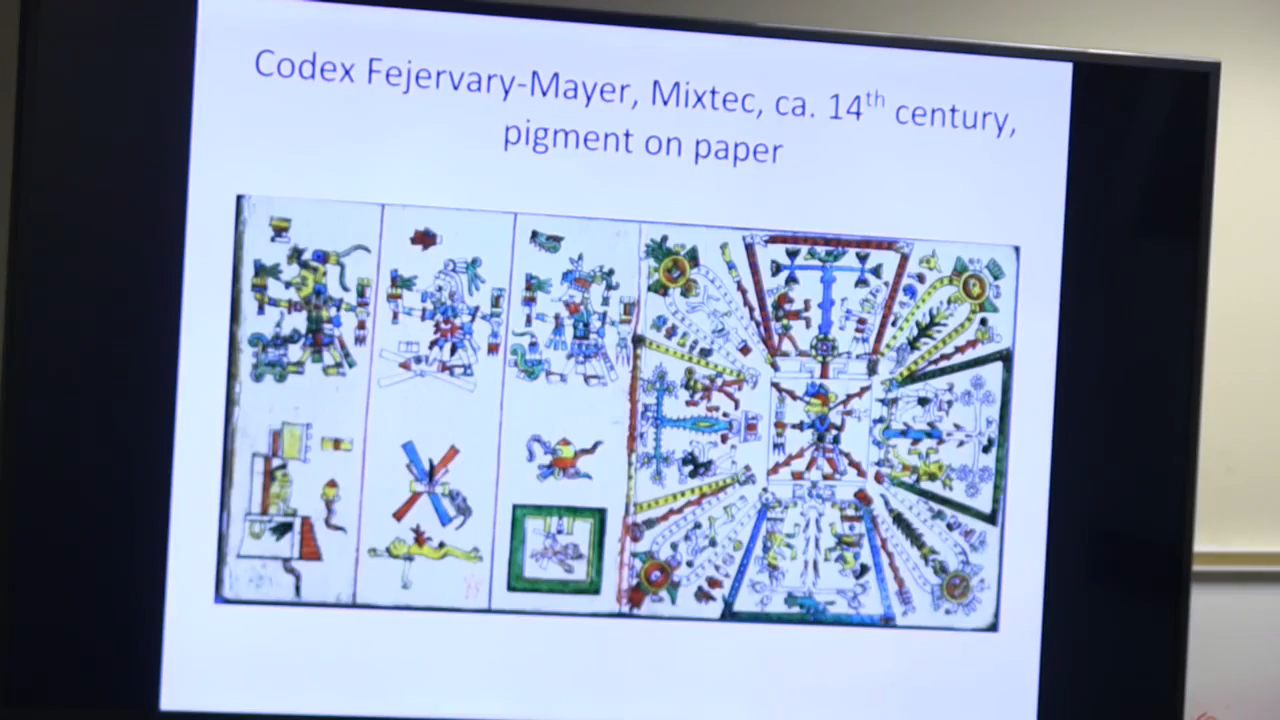 Codex Fejervary-Mayer, Mixtec, ca. 14th century,
pigment on paper